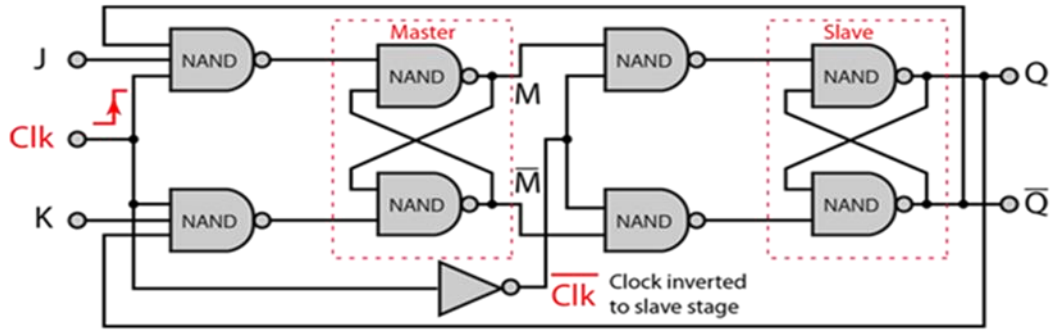 Master
Slave
J
NAND
NAND
NAND
NAND
Q
M
Clk
M̅
K
NAND
NAND
NAND
NAND
Q̅
C̅l̅k̅
Clock inverted
to slave stage